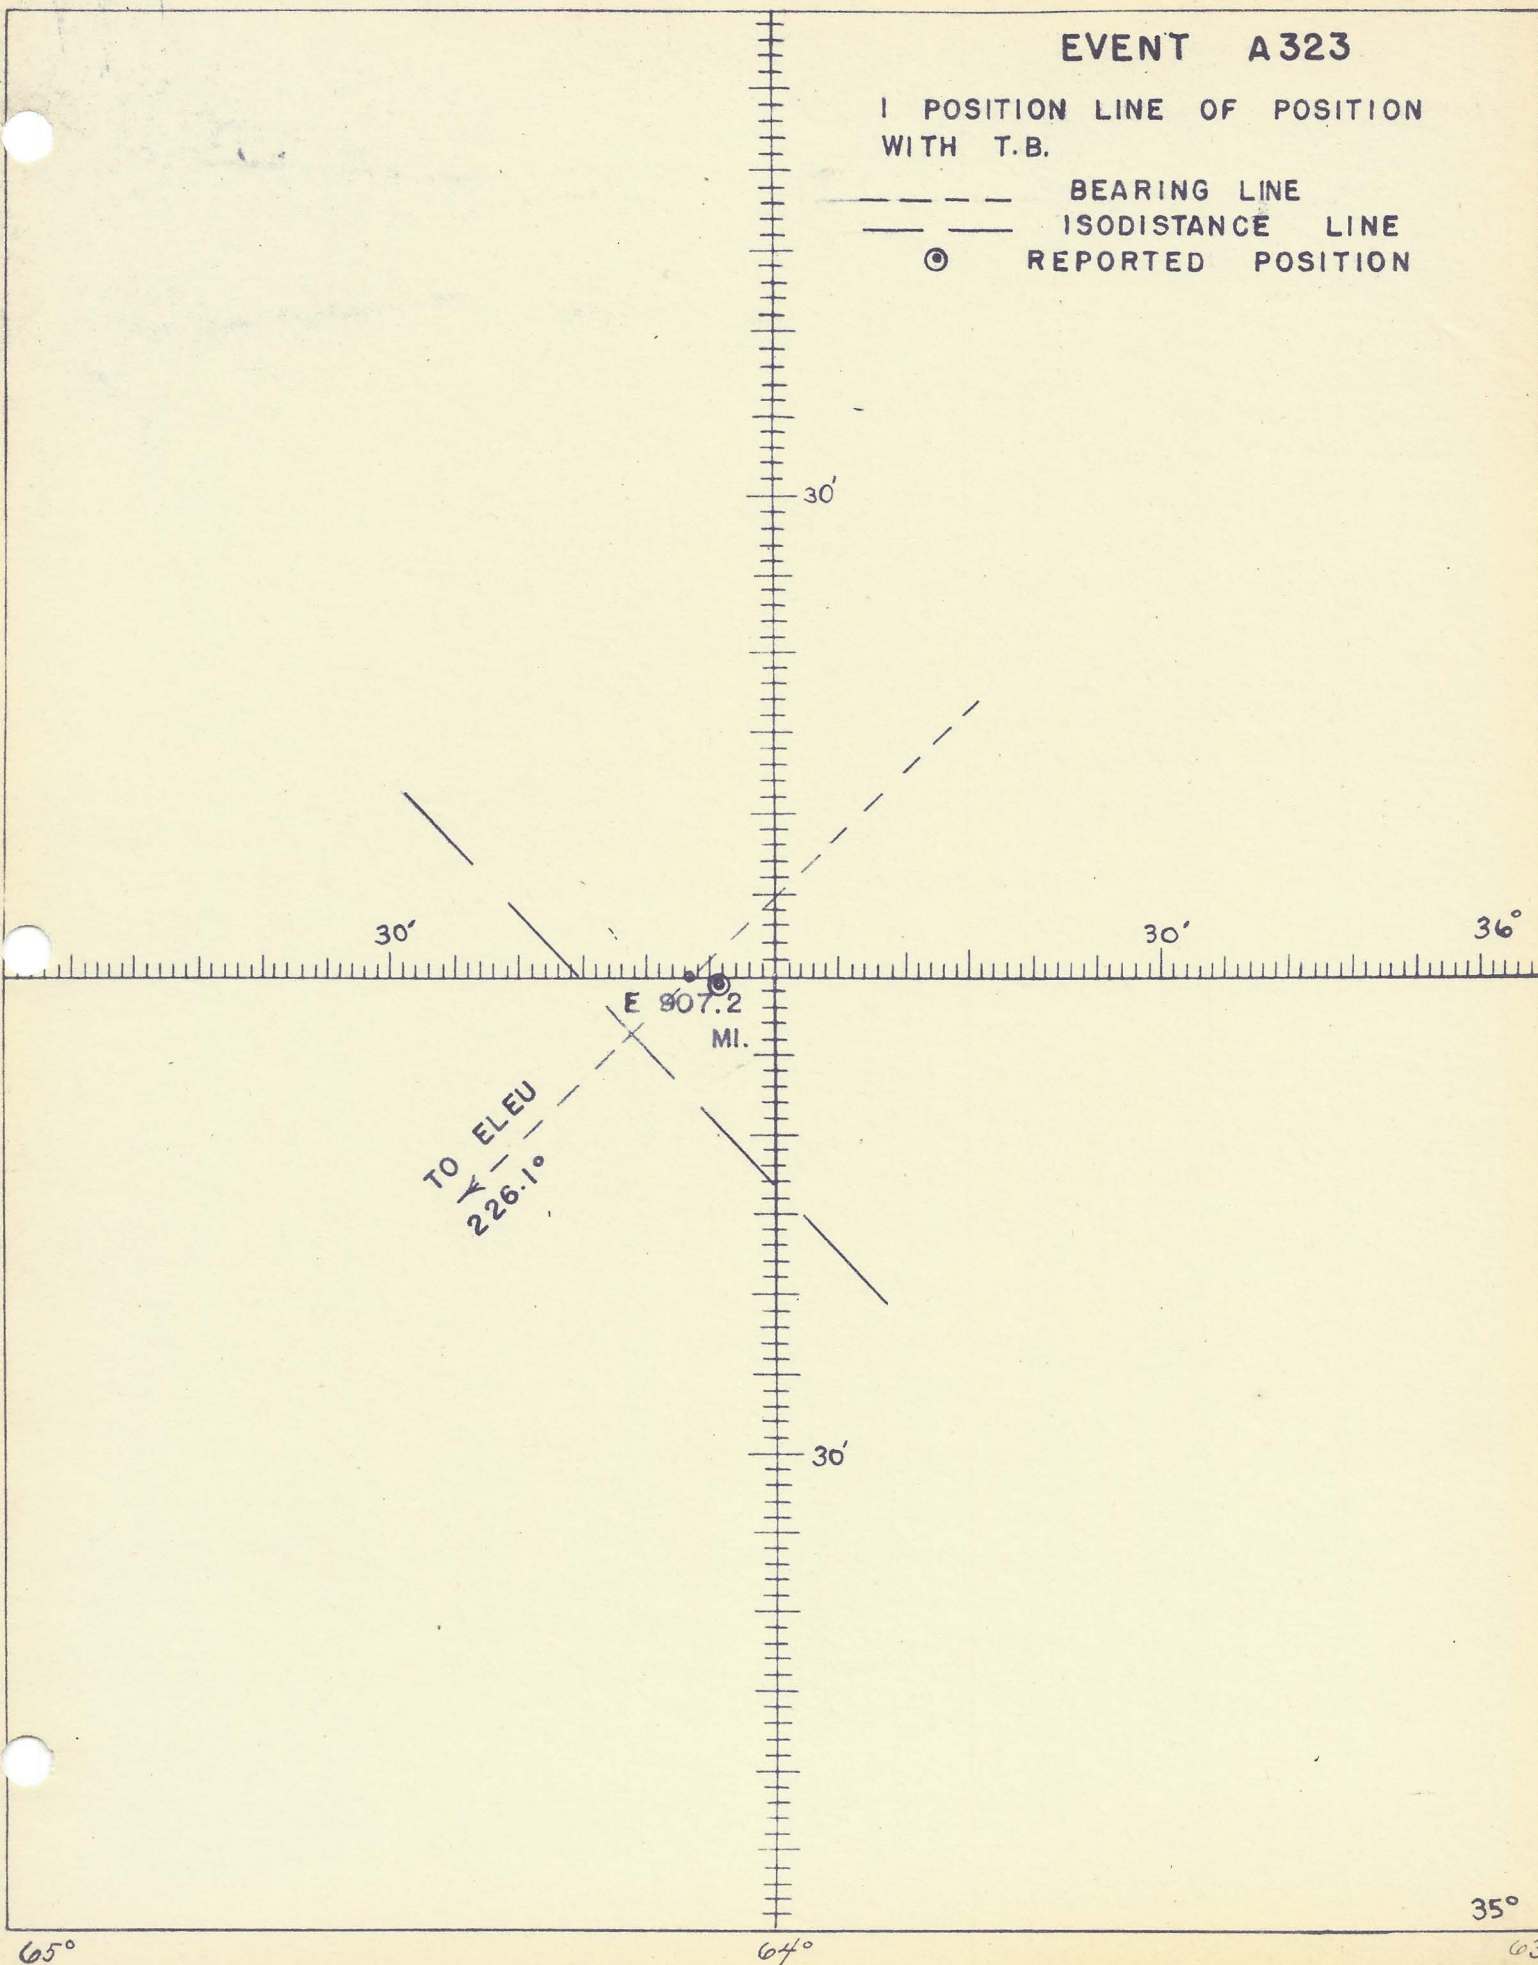 EVENT A323
1 POSITION LINE OF POSITION
WITH T.B.
BEARING LINE
ISODISTANCE LINE
REPORTED POSITION
30'
30'
30'
36°
E 907.2
MI.
TO ELEU
226.1°
30'
35°
65°
64°
63